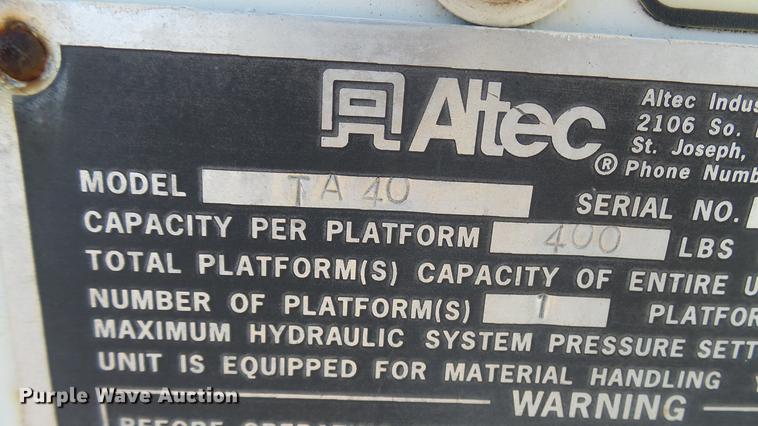 Altec ®
Altec Indus
2106 So.
St. Joseph,
Phone Numb
MODEL TA 40 SERIAL NO.
CAPACITY PER PLATFORM 400 LBS
TOTAL PLATFORM(S) CAPACITY OF ENTIRE U
NUMBER OF PLATFORM(S) 1 PLATFOR
MAXIMUM HYDRAULIC SYSTEM PRESSURE SETT
UNIT IS EQUIPPED FOR MATERIAL HANDLING
WARNING
BEFORE OPERATING
Purple Wave Auction